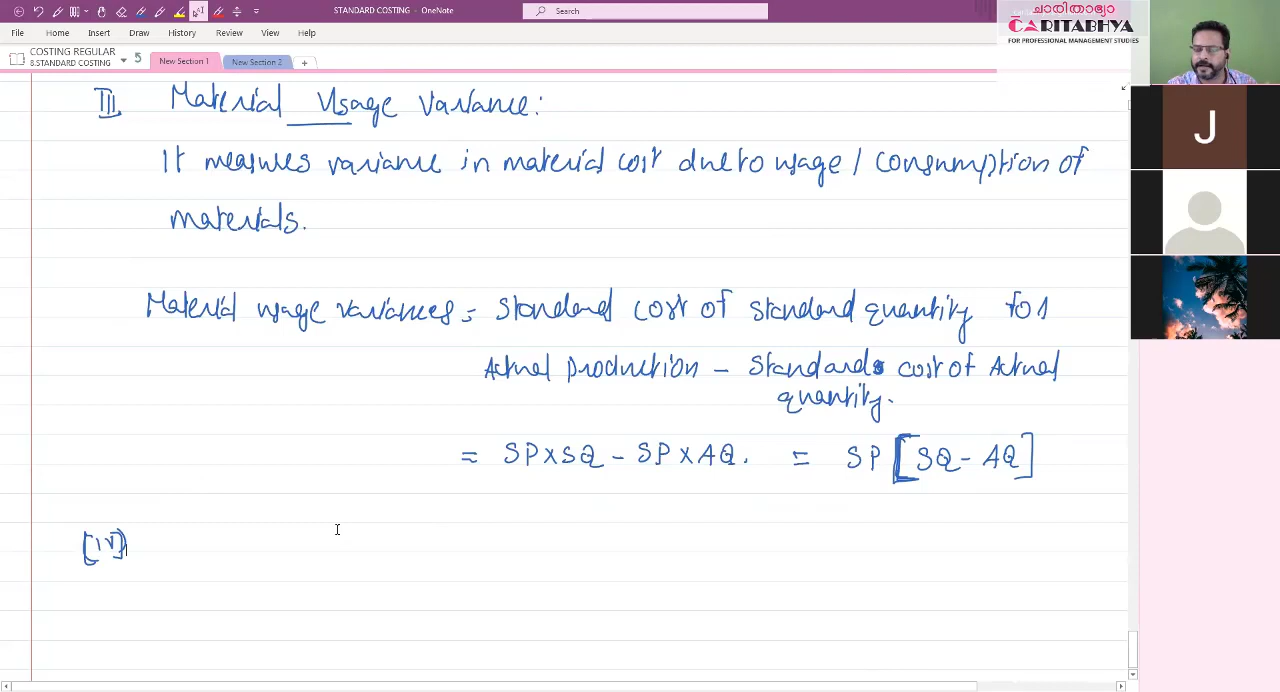 STANDARD COSTING - OneNote
Search
ചാരിതാഭ്യാ
CARITABHYA
FOR PROFESSIONAL MANAGEMENT STUDIES
File Home Insert Draw History Review View Help
COSTING REGULAR
8.STANDARD COSTING
5
New Section 1
New Section 2
+
III. Material Usage Variance:
It measures variance in material cost due to usage / consumption of
materials.
Material usage variances = Standard cost of standard quantity for
Actual production - Standard cost of Actual
quantity.
= SP X SQ - SP X AQ. = SP [SQ - AQ]
[IV]
J